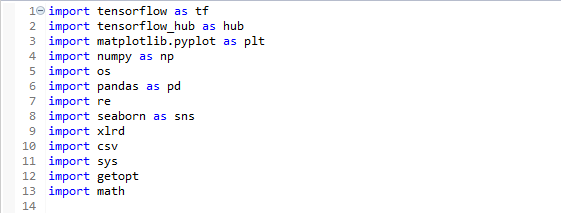 1 import tensorflow as tf
2 import tensorflow_hub as hub
3 import matplotlib.pyplot as plt
4 import numpy as np
5 import os
6 import pandas as pd
7 import re
8 import seaborn as sns
9 import xlrd
10 import csv
11 import sys
12 import getopt
13 import math
14